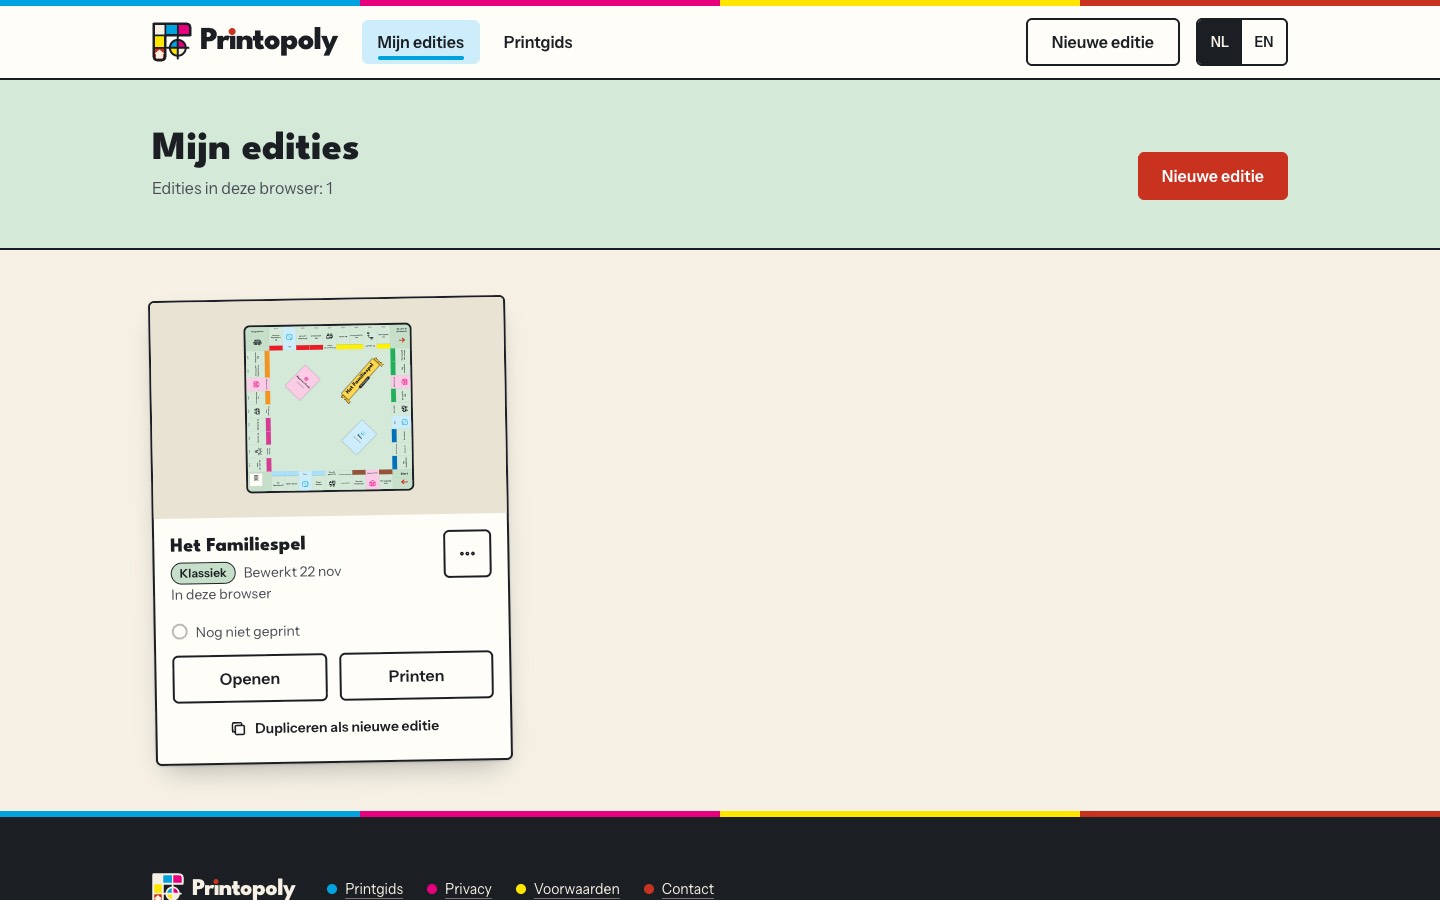 Printopoly
Mijn edities
Printgids
Nieuwe editie
NL
EN
Mijn edities
Edities in deze browser: 1
Nieuwe editie
Het Familiespel
Het Familiespel
Klassiek
Bewerkt 22 nov
In deze browser
Nog niet geprint
Openen
Printen
Dupliceren als nieuwe editie
Printopoly
Printgids
Privacy
Voorwaarden
Contact